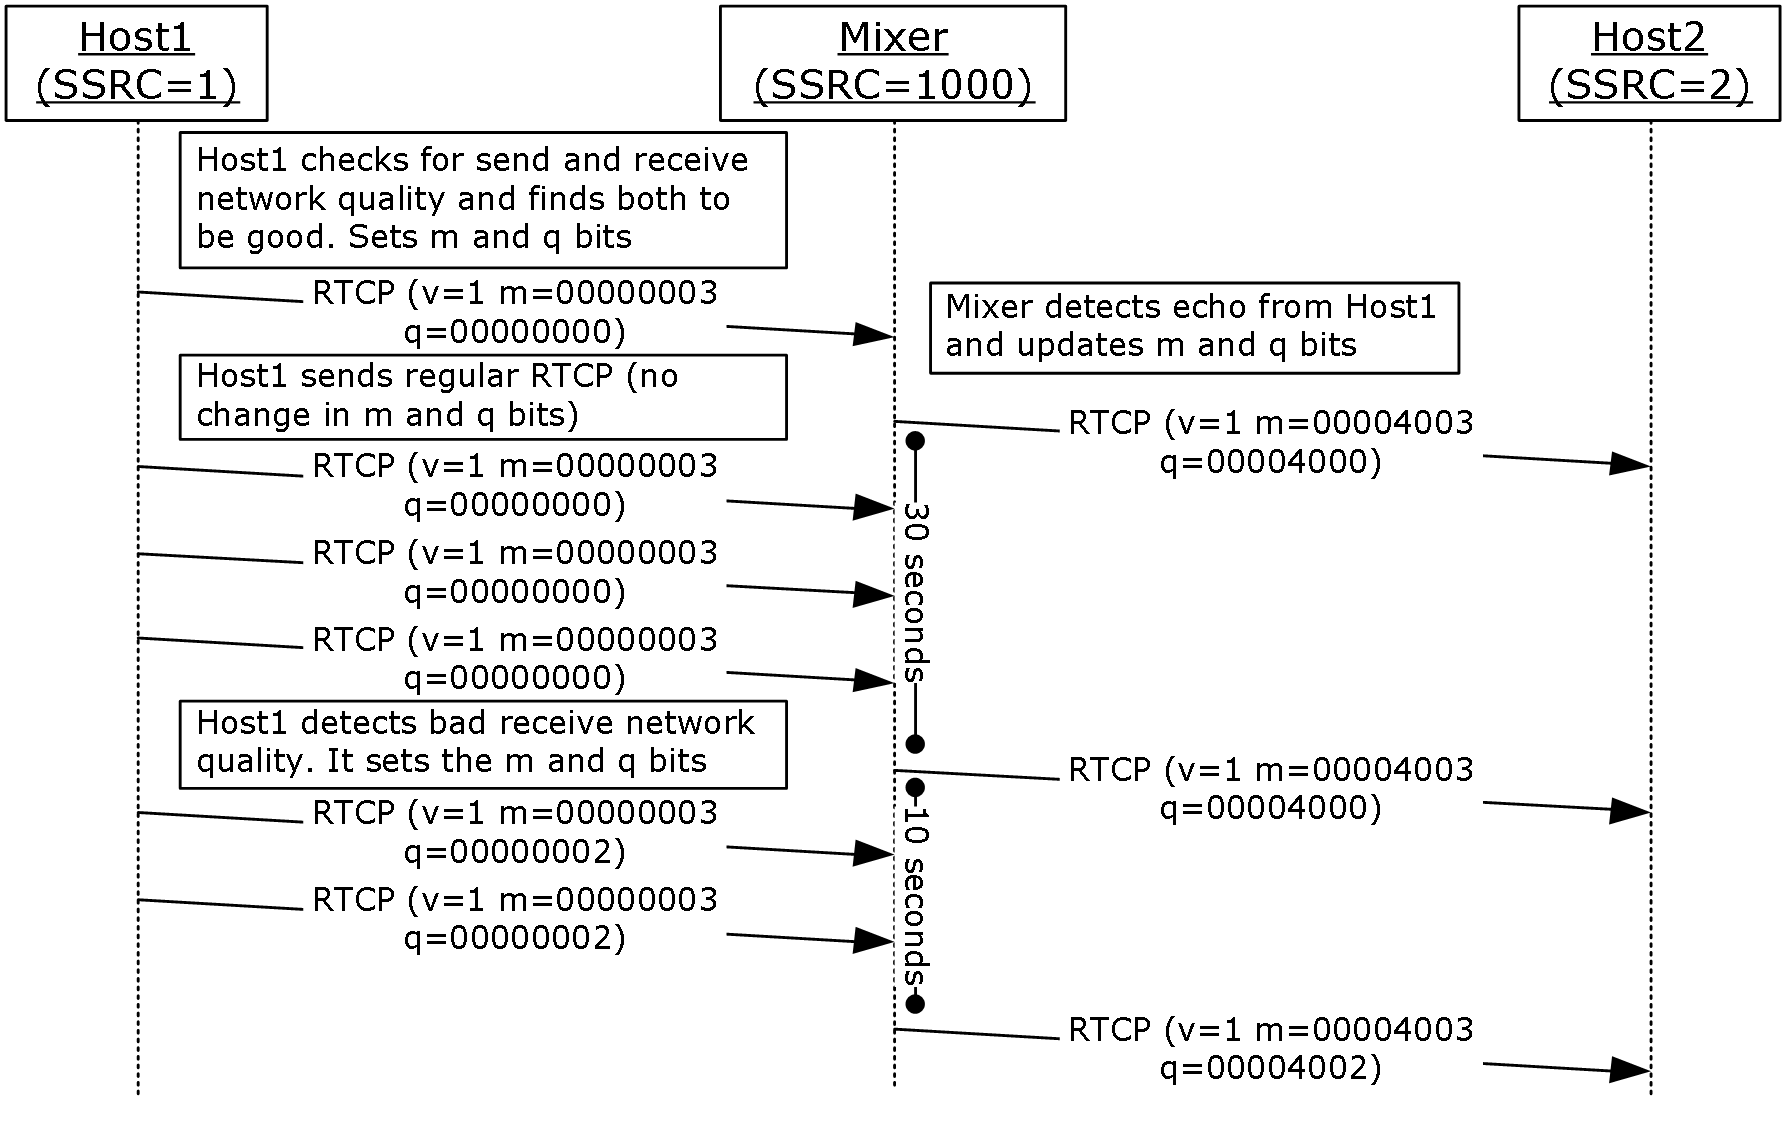 Host1
(SSRC=1)
Mixer
(SSRC=1000)
Host2
(SSRC=2)
Host1 checks for send and receive
network quality and finds both to
be good. Sets m and q bits
RTCP (v=1 m=00000003
q=00000000)
Mixer detects echo from Host1
and updates m and q bits
Host1 sends regular RTCP (no
change in m and q bits)
RTCP (v=1 m=00004003
q=00004000)
RTCP (v=1 m=00000003
q=00000000)
30 seconds
RTCP (v=1 m=00000003
q=00000000)
RTCP (v=1 m=00000003
q=00000000)
Host1 detects bad receive network
quality. It sets the m and q bits
RTCP (v=1 m=00004003
q=00004000)
RTCP (v=1 m=00000003
q=00000002)
10 seconds
RTCP (v=1 m=00000003
q=00000002)
RTCP (v=1 m=00004003
q=00004002)